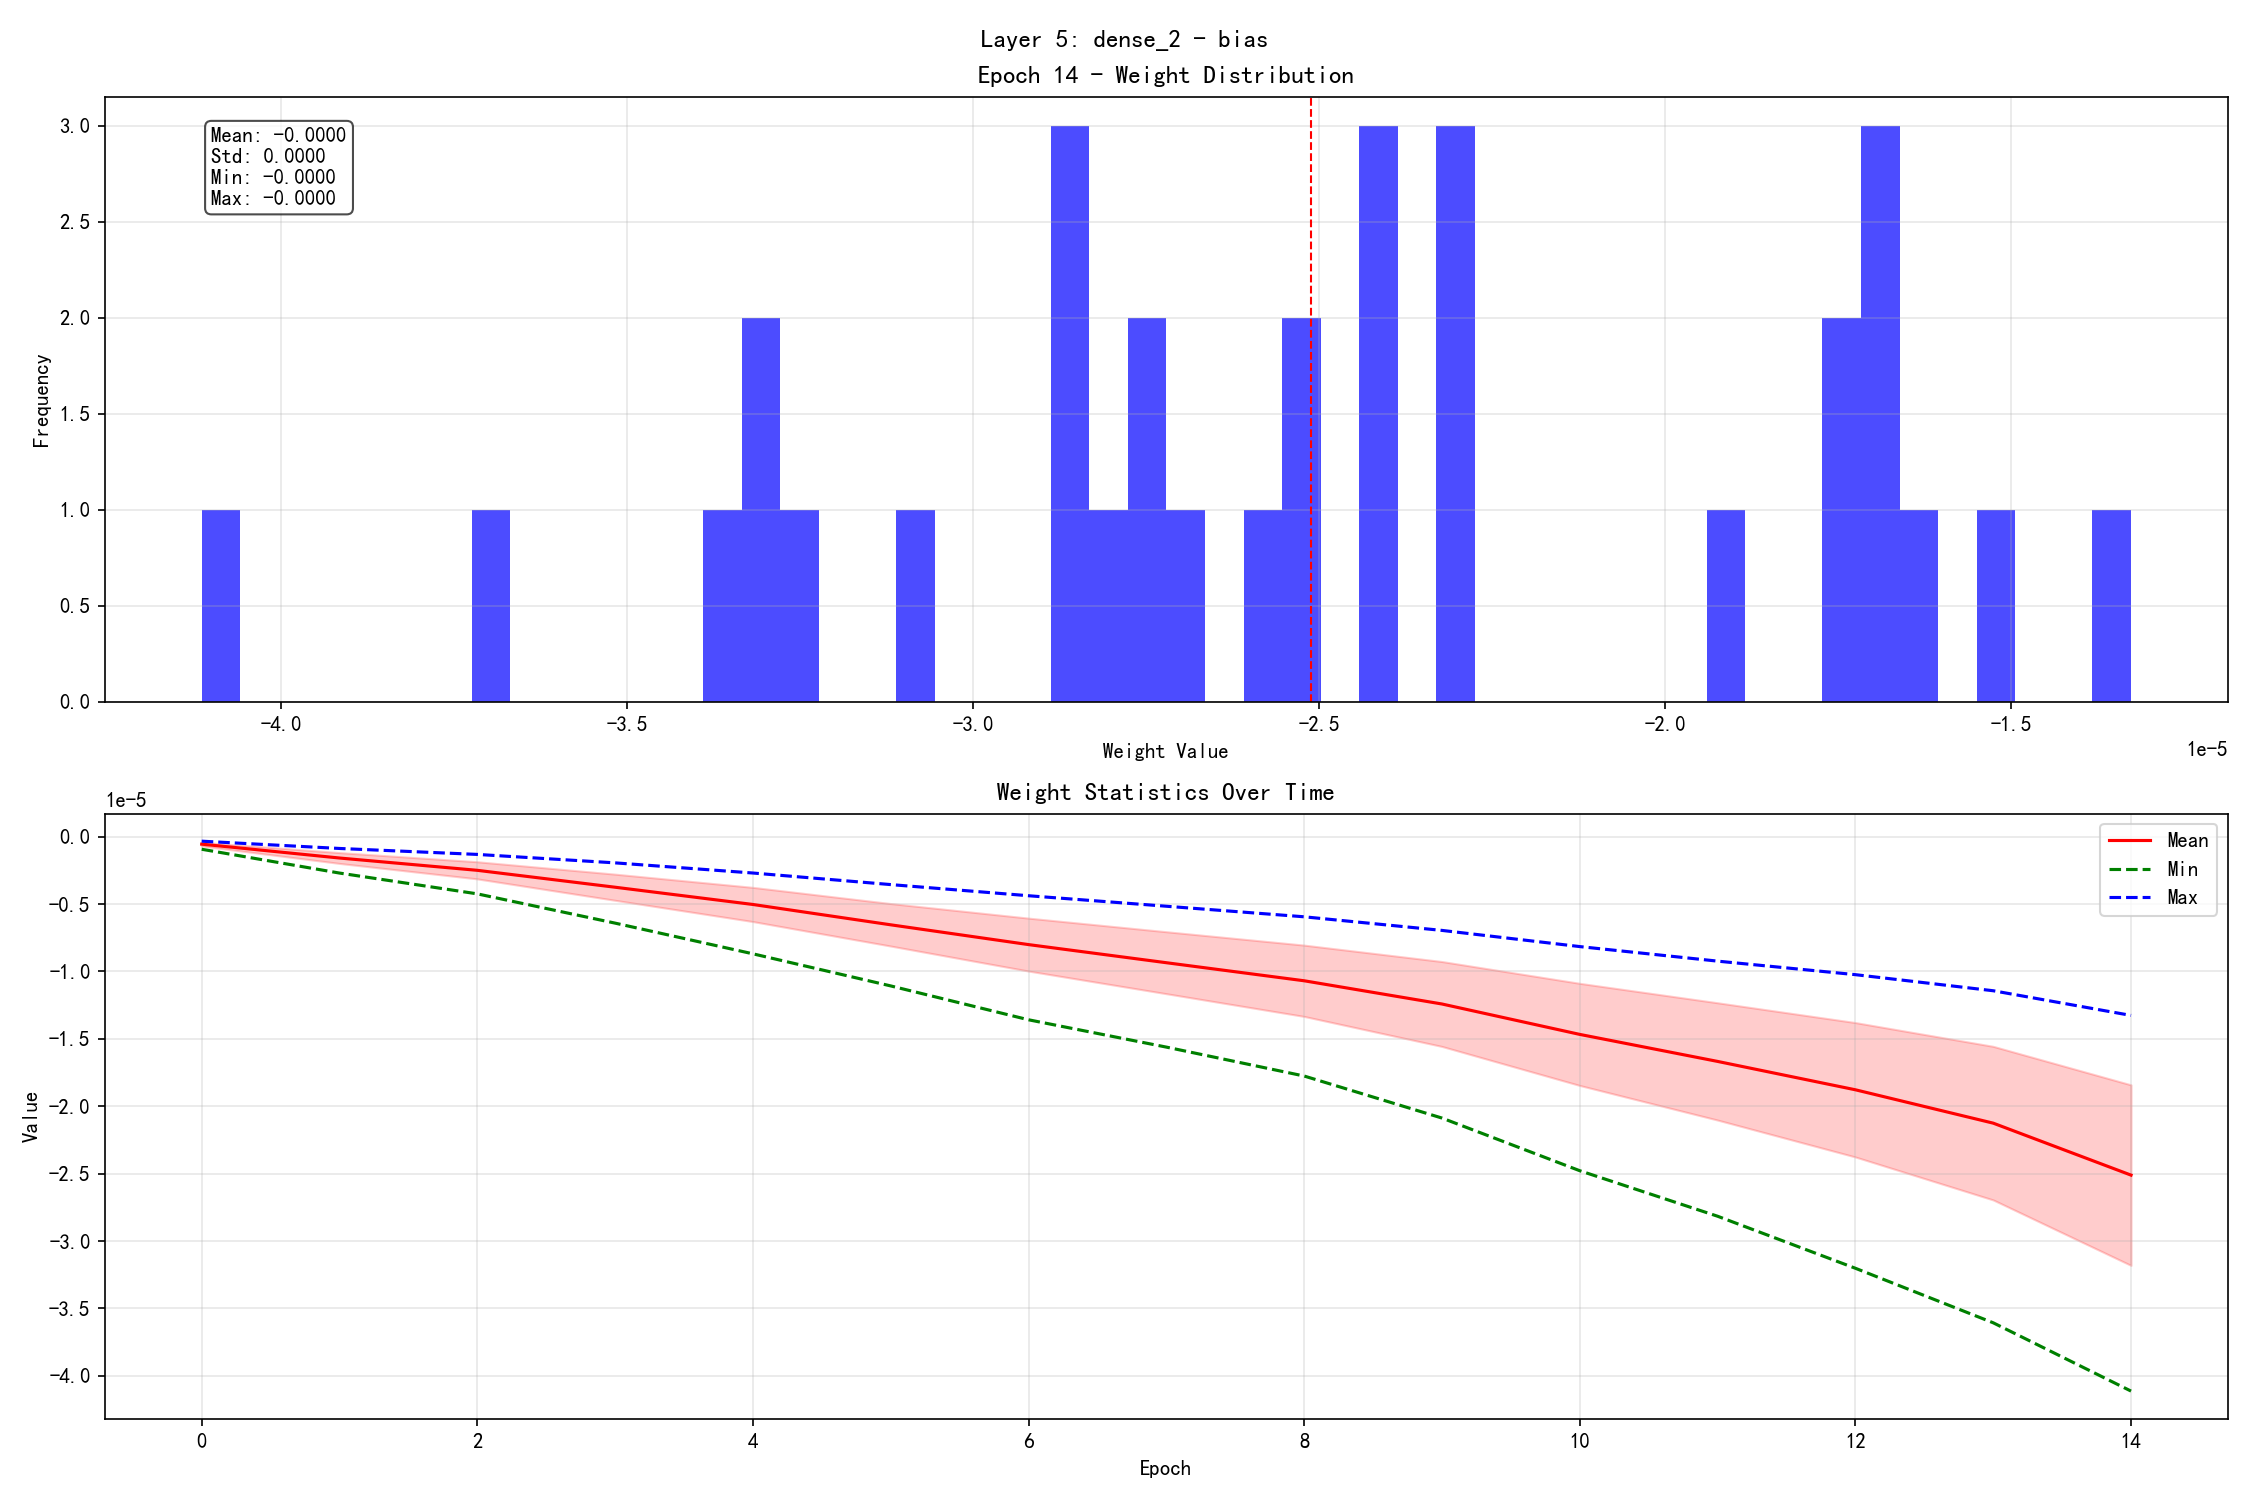 Layer 5: dense_2 - bias
Epoch 14 - Weight Distribution
Mean: -0.0000
Std: 0.0000
Min: -0.0000
Max: -0.0000
3.0
2.5
2.0
1.5
1.0
0.5
0.0
Frequency
-4.0 -3.5 -3.0 -2.5 -2.0 -1.5
Weight Value
1e-5
Weight Statistics Over Time
1e-5
Mean
Min
Max
0.0
-0.5
-1.0
-1.5
-2.0
-2.5
-3.0
-3.5
-4.0
Value
0 2 4 6 8 10 12 14
Epoch